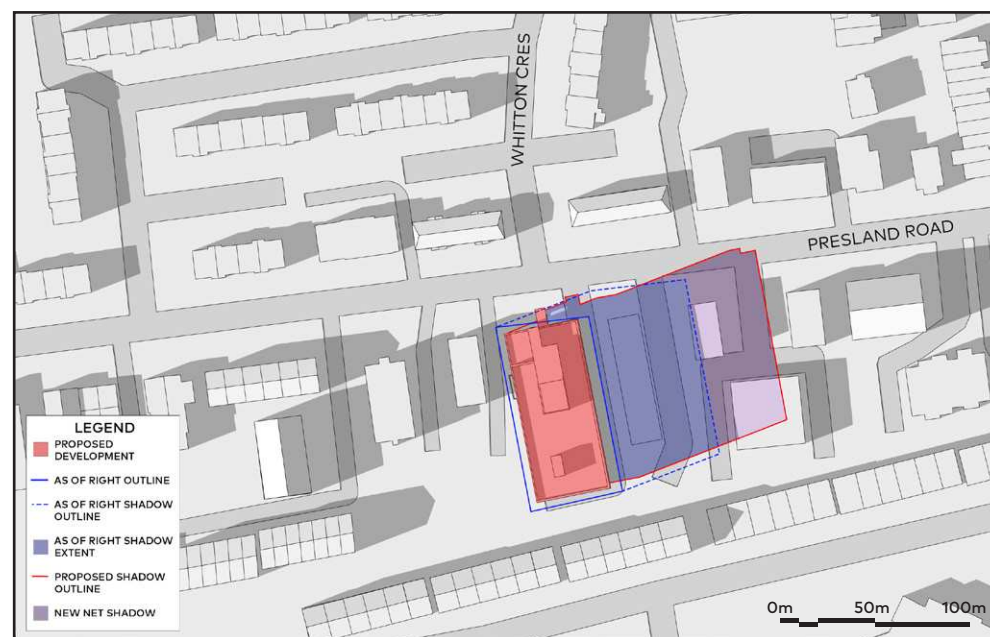 WHITTON CRES
PRESLAND ROAD
LEGEND
PROPOSED
DEVELOPMENT
AS OF RIGHT OUTLINE
AS OF RIGHT SHADOW
OUTLINE
AS OF RIGHT SHADOW
EXTENT
PROPOSED SHADOW
OUTLINE
NEW NET SHADOW
0m 50m 100m